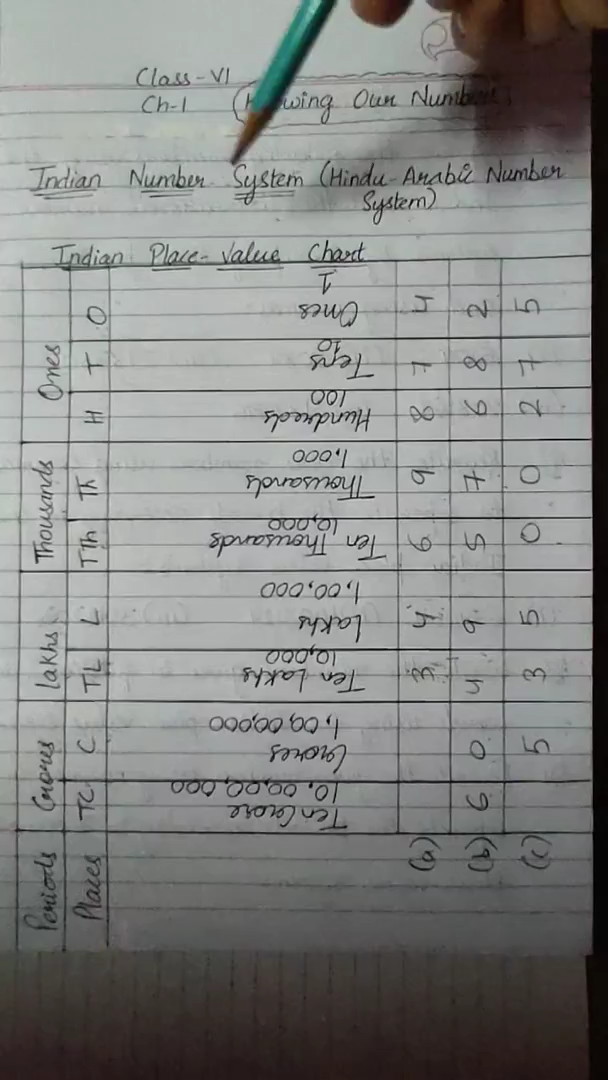 Class-VI
Ch-1 Knowing Our Numbers
Indian Number System (Hindu-Arabic Number
System)
Indian Place-Value Chart
Periods Crores Lakhs Thousands Ones
Places TC C TL L TTh Th H T O
Ten Crore
10,00,00,000
Crores
1,00,00,000
Ten Lakhs
10,000
Lakhs
1,00,000
Ten Thousands
10,000
Thousands
1,000
Hundreds
100
Tens
10
Ones
1
(a) 3 4 6 9 8 7 4
(b) 6 0 4 9 5 7 6 8 2
(c) 5 3 5 0 0 2 7 5